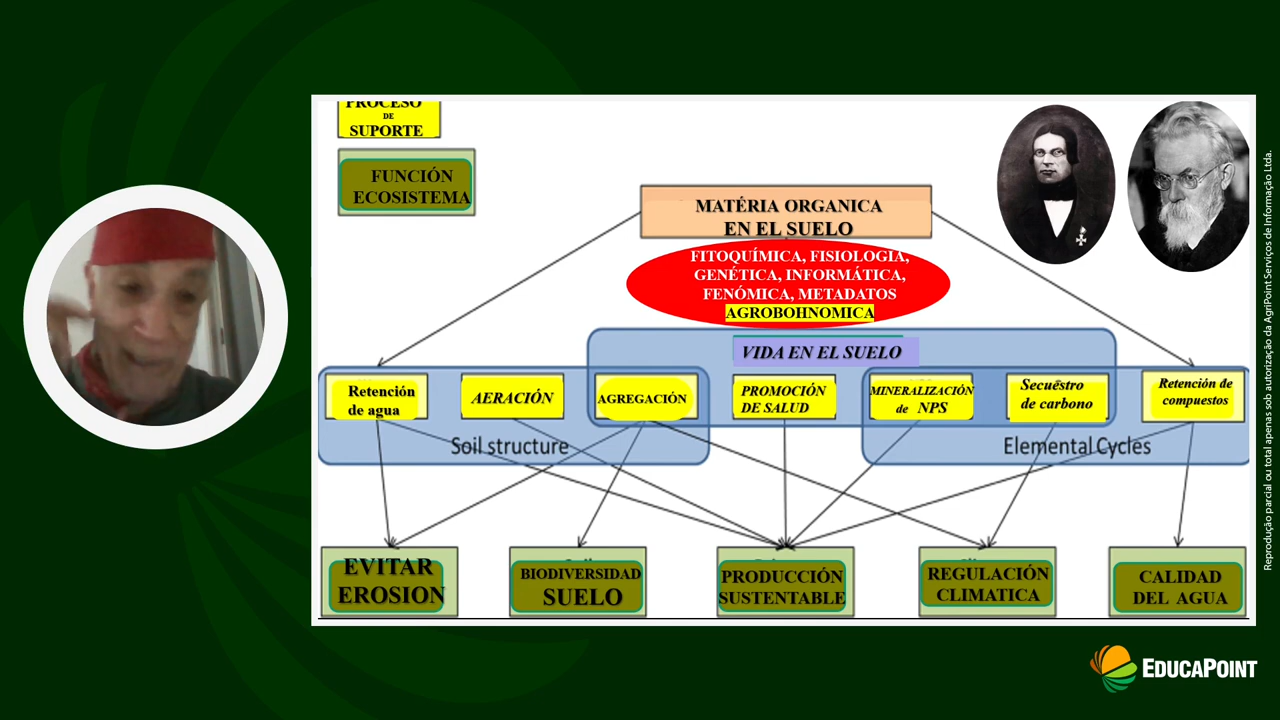 PROCESO
DE
SUPORTE
FUNCIÓN
ECOSISTEMA
MATÉRIA ORGANICA
EN EL SUELO
FITOQUÍMICA, FISIOLOGIA,
GENÉTICA, INFORMÁTICA,
FENÓMICA, METADATOS
AGROBOHNOMICA
VIDA EN EL SUELO
Retención
de agua
AERACIÓN
AGREGACIÓN
PROMOCIÓN
DE SALUD
MINERALIZACIÓN
de NPS
Secuēstro
de carbono
Retención de
compuestos
Soil structure
Elemental Cycles
EVITAR
EROSION
BIODIVERSIDAD
SUELO
PRODUCCIÓN
SUSTENTABLE
REGULACIÓN
CLIMATICA
CALIDAD
DEL AGUA
EDUCAPOINT
Reprodução parcial ou total apenas sob autorização da AgriPoint Serviços de Informação Ltda.